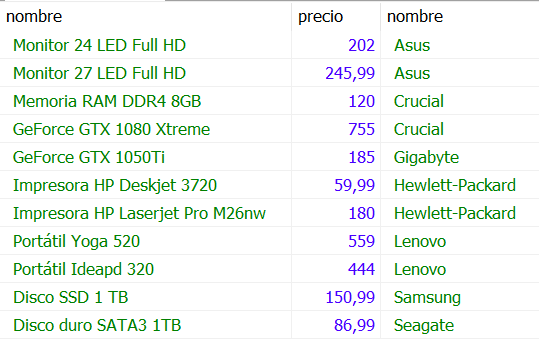 nombre precio nombre
Monitor 24 LED Full HD 202 Asus
Monitor 27 LED Full HD 245,99 Asus
Memoria RAM DDR4 8GB 120 Crucial
GeForce GTX 1080 Xtreme 755 Crucial
GeForce GTX 1050Ti 185 Gigabyte
Impresora HP Deskjet 3720 59,99 Hewlett-Packard
Impresora HP Laserjet Pro M26nw 180 Hewlett-Packard
Portátil Yoga 520 559 Lenovo
Portátil Ideapd 320 444 Lenovo
Disco SSD 1 TB 150,99 Samsung
Disco duro SATA3 1TB 86,99 Seagate